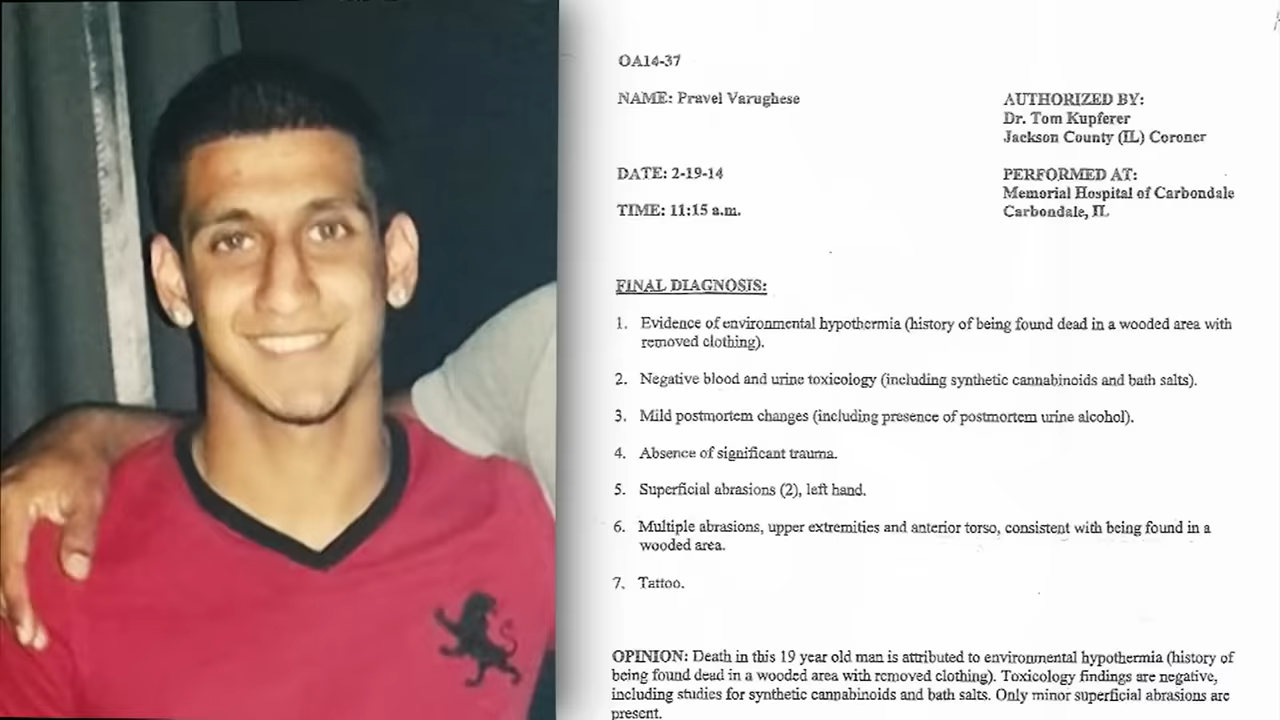 OA14-37
NAME: Pravel Varughese
AUTHORIZED BY:
Dr. Tom Kupferer
Jackson County (IL) Coroner
DATE: 2-19-14
PERFORMED AT:
Memorial Hospital of Carbondale
TIME: 11:15 a.m.
Carbondale, IL
FINAL DIAGNOSIS:
1. Evidence of environmental hypothermia (history of being found dead in a wooded area with
removed clothing).
2. Negative blood and urine toxicology (including synthetic cannabinoids and bath salts).
3. Mild postmortem changes (including presence of postmortem urine alcohol).
4. Absence of significant trauma.
5. Superficial abrasions (2), left hand.
6. Multiple abrasions, upper extremities and anterior torso, consistent with being found in a
wooded area.
7. Tattoo.
OPINION: Death in this 19 year old man is attributed to environmental hypothermia (history of
being found dead in a wooded area with removed clothing). Toxicology findings are negative,
including studies for synthetic cannabinoids and bath salts. Only minor superficial abrasions are
present.